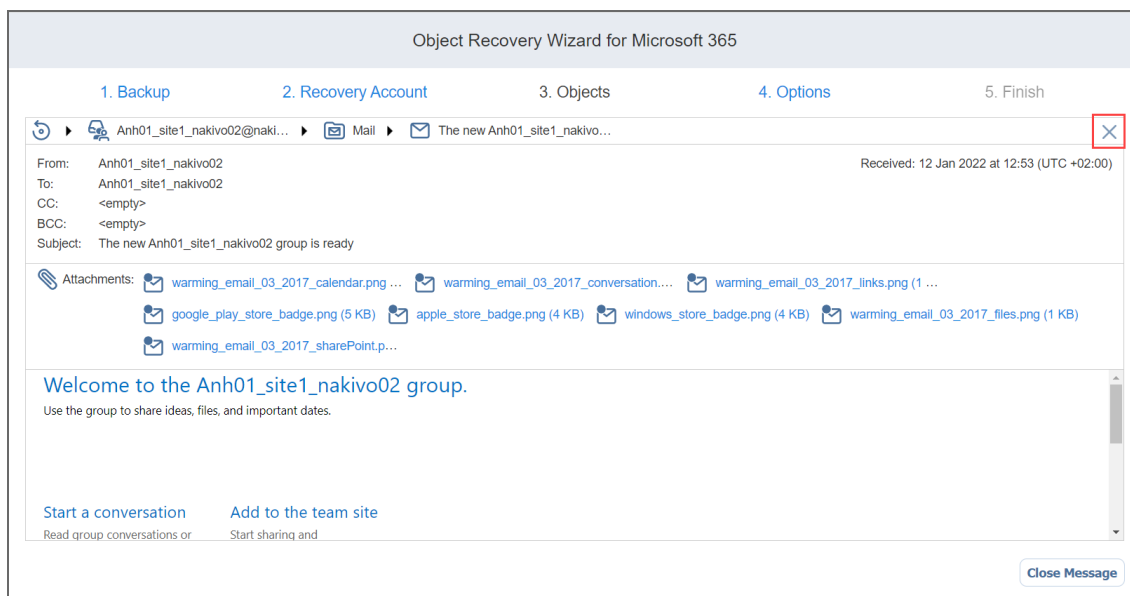 Object Recovery Wizard for Microsoft 365
1. Backup 2. Recovery Account 3. Objects 4. Options 5. Finish
Anh01_site1_nakivo02@naki... Mail The new Anh01_site1_nakivo...
From: Anh01_site1_nakivo02 Received: 12 Jan 2022 at 12:53 (UTC +02:00)
To: Anh01_site1_nakivo02
CC: <empty>
BCC: <empty>
Subject: The new Anh01_site1_nakivo02 group is ready
Attachments: warming_email_03_2017_calendar.png ... warming_email_03_2017_conversation.... warming_email_03_2017_links.png (1 ...
google_play_store_badge.png (5 KB) apple_store_badge.png (4 KB) windows_store_badge.png (4 KB) warming_email_03_2017_files.png (1 KB)
warming_email_03_2017_sharePoint.p...
Welcome to the Anh01_site1_nakivo02 group.
Use the group to share ideas, files, and important dates.
Start a conversation Add to the team site
Read group conversations or Start sharing and
Close Message